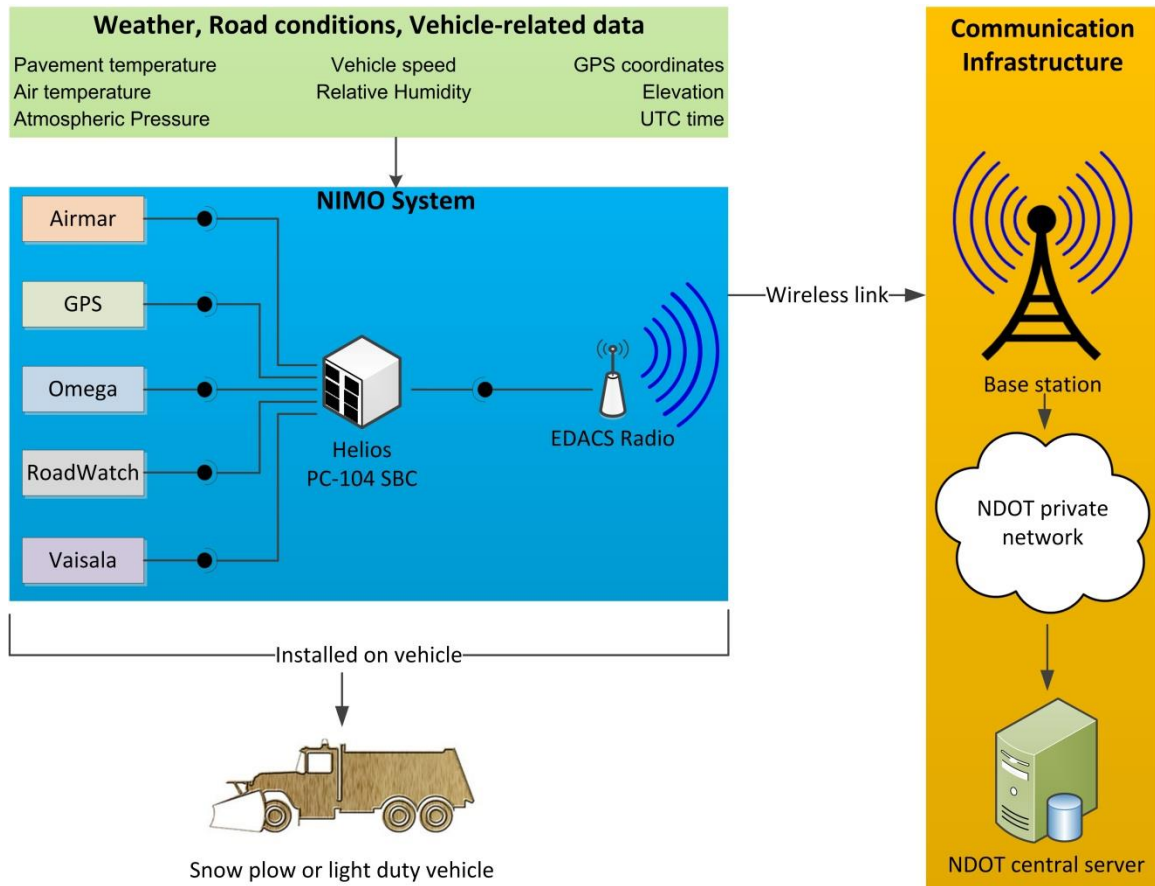 Weather, Road conditions, Vehicle-related data
Pavement temperature
Air temperature
Atmospheric Pressure
Vehicle speed
Relative Humidity
GPS coordinates
Elevation
UTC time
NIMO System
Airmar
GPS
Omega
RoadWatch
Vaisala
Helios
PC-104 SBC
EDACS Radio
Wireless link
Installed on vehicle
Snow plow or light duty vehicle
Communication
Infrastructure
Base station
NDOT private
network
NDOT central server